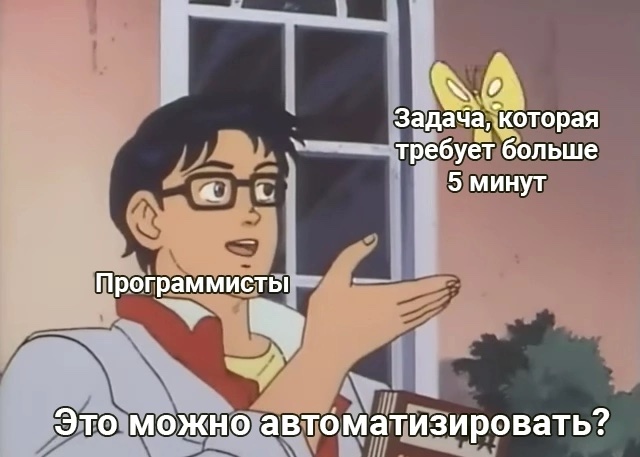 Задача, которая
требует больше
5 минут
Программисты
Это можно автоматизировать?